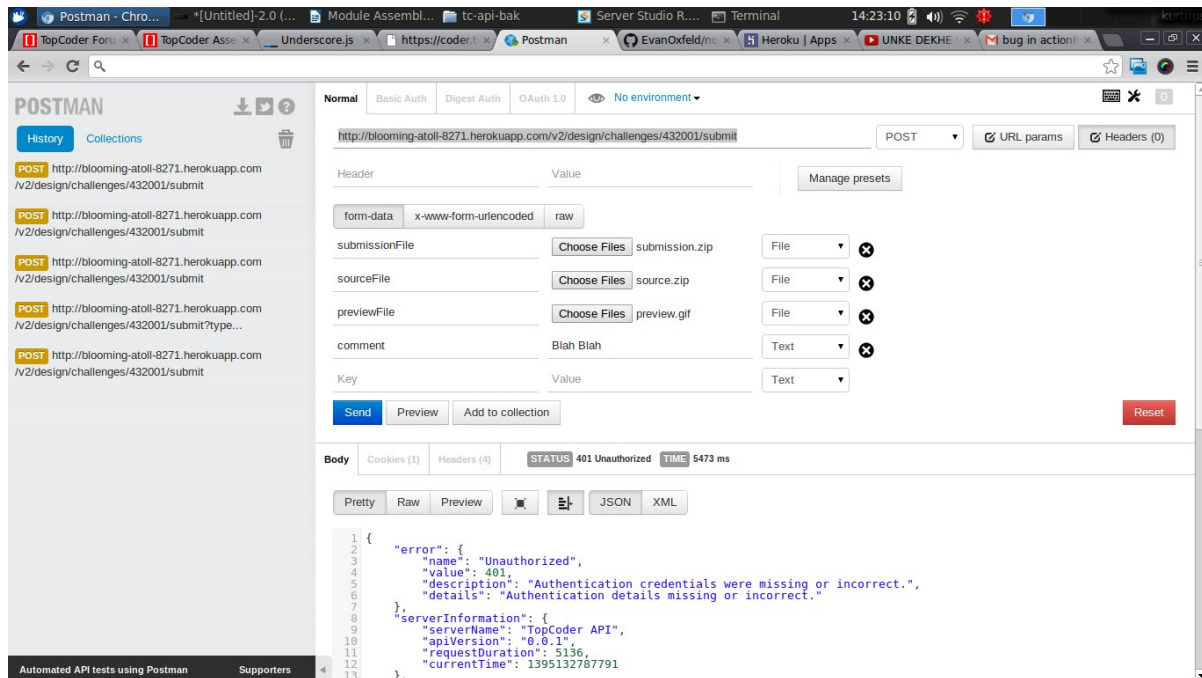 Postman - Chro... *[Untitled]-2.0 (... Module Assembl... tc-api-bak Server Studio R.... Terminal 14:23:10
TopCoder Foru TopCoder Asse Underscore.js https://coder.t Postman EvanOxfeld/no Heroku | Apps UNKE DEKHE bug in actionh
POSTMAN
History Collections
POST http://blooming-atoll-8271.herokuapp.com
/v2/design/challenges/432001/submit
POST http://blooming-atoll-8271.herokuapp.com
/v2/design/challenges/432001/submit
POST http://blooming-atoll-8271.herokuapp.com
/v2/design/challenges/432001/submit
POST http://blooming-atoll-8271.herokuapp.com
/v2/design/challenges/432001/submit?type...
POST http://blooming-atoll-8271.herokuapp.com
/v2/design/challenges/432001/submit
Automated API tests using Postman Supporters
Normal Basic Auth Digest Auth OAuth 1.0 No environment 0
http://blooming-atoll-8271.herokuapp.com/v2/design/challenges/432001/submit POST URL params Headers (0)
Header Value Manage presets
form-data x-www-form-urlencoded raw
submissionFile Choose Files submission.zip File
sourceFile Choose Files source.zip File
previewFile Choose Files preview.gif File
comment Blah Blah Text
Key Value Text
Send Preview Add to collection Reset
Body Cookies (1) Headers (4) STATUS 401 Unauthorized TIME 5473 ms
Pretty Raw Preview JSON XML
1 {
2 "error": {
3 "name": "Unauthorized",
4 "value": 401,
5 "description": "Authentication credentials were missing or incorrect.",
6 "details": "Authentication details missing or incorrect."
7 },
8 "serverInformation": {
9 "serverName": "TopCoder API",
10 "apiVersion": "0.0.1",
11 "requestDuration": 5136,
12 "currentTime": 1395132787791
13 },